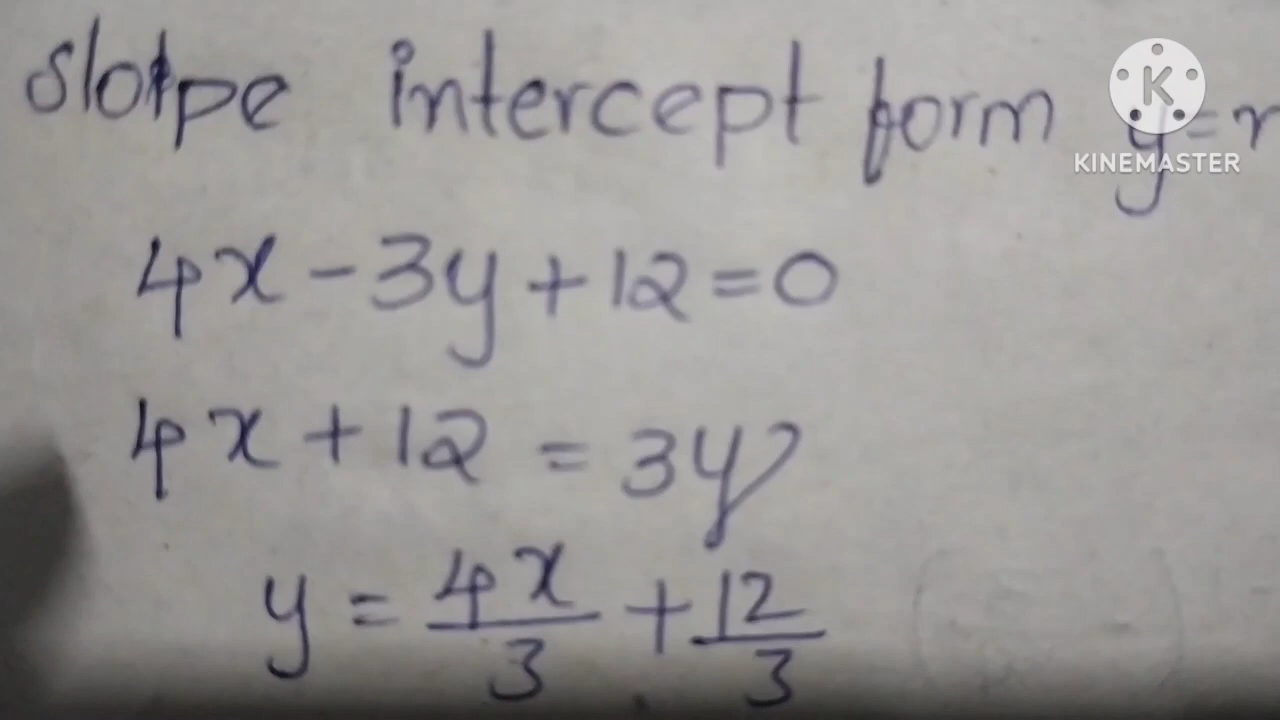 slope intercept form y=
K
KINEMASTER
4x-3y+12=0
4x+12=3y
y=4x/3+12/3